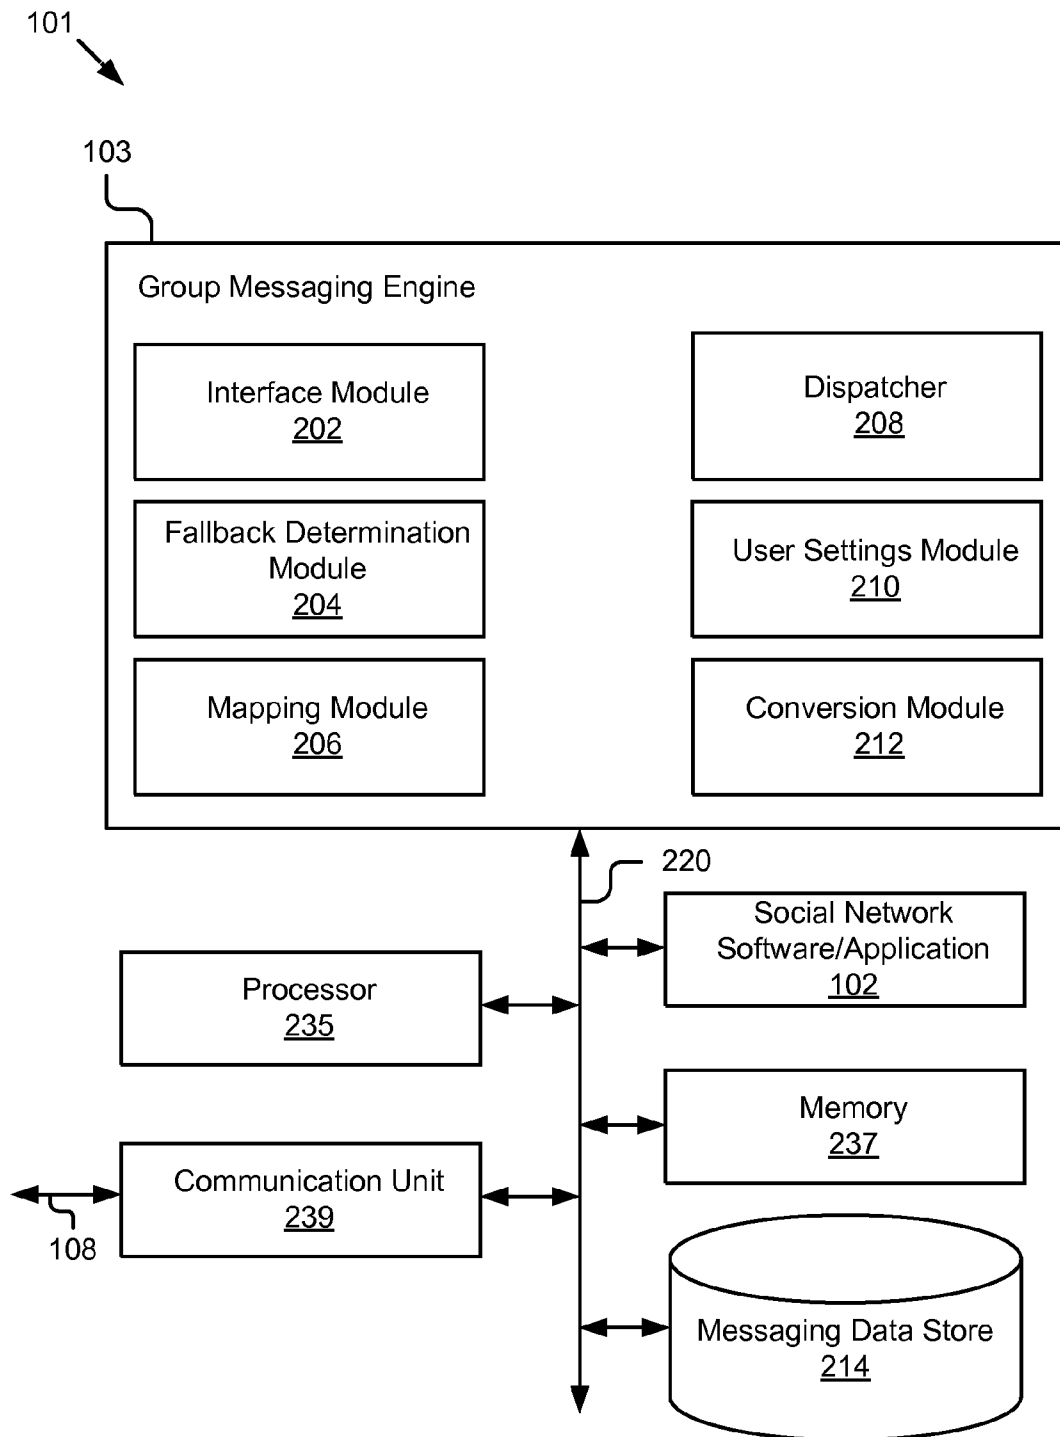 101
103
Group Messaging Engine
Interface Module
202
Dispatcher
208
Fallback Determination
Module
204
User Settings Module
210
Mapping Module
206
Conversion Module
212
220
Social Network
Software/Application
102
Processor
235
Memory
237
Communication Unit
239
108
Messaging Data Store
214